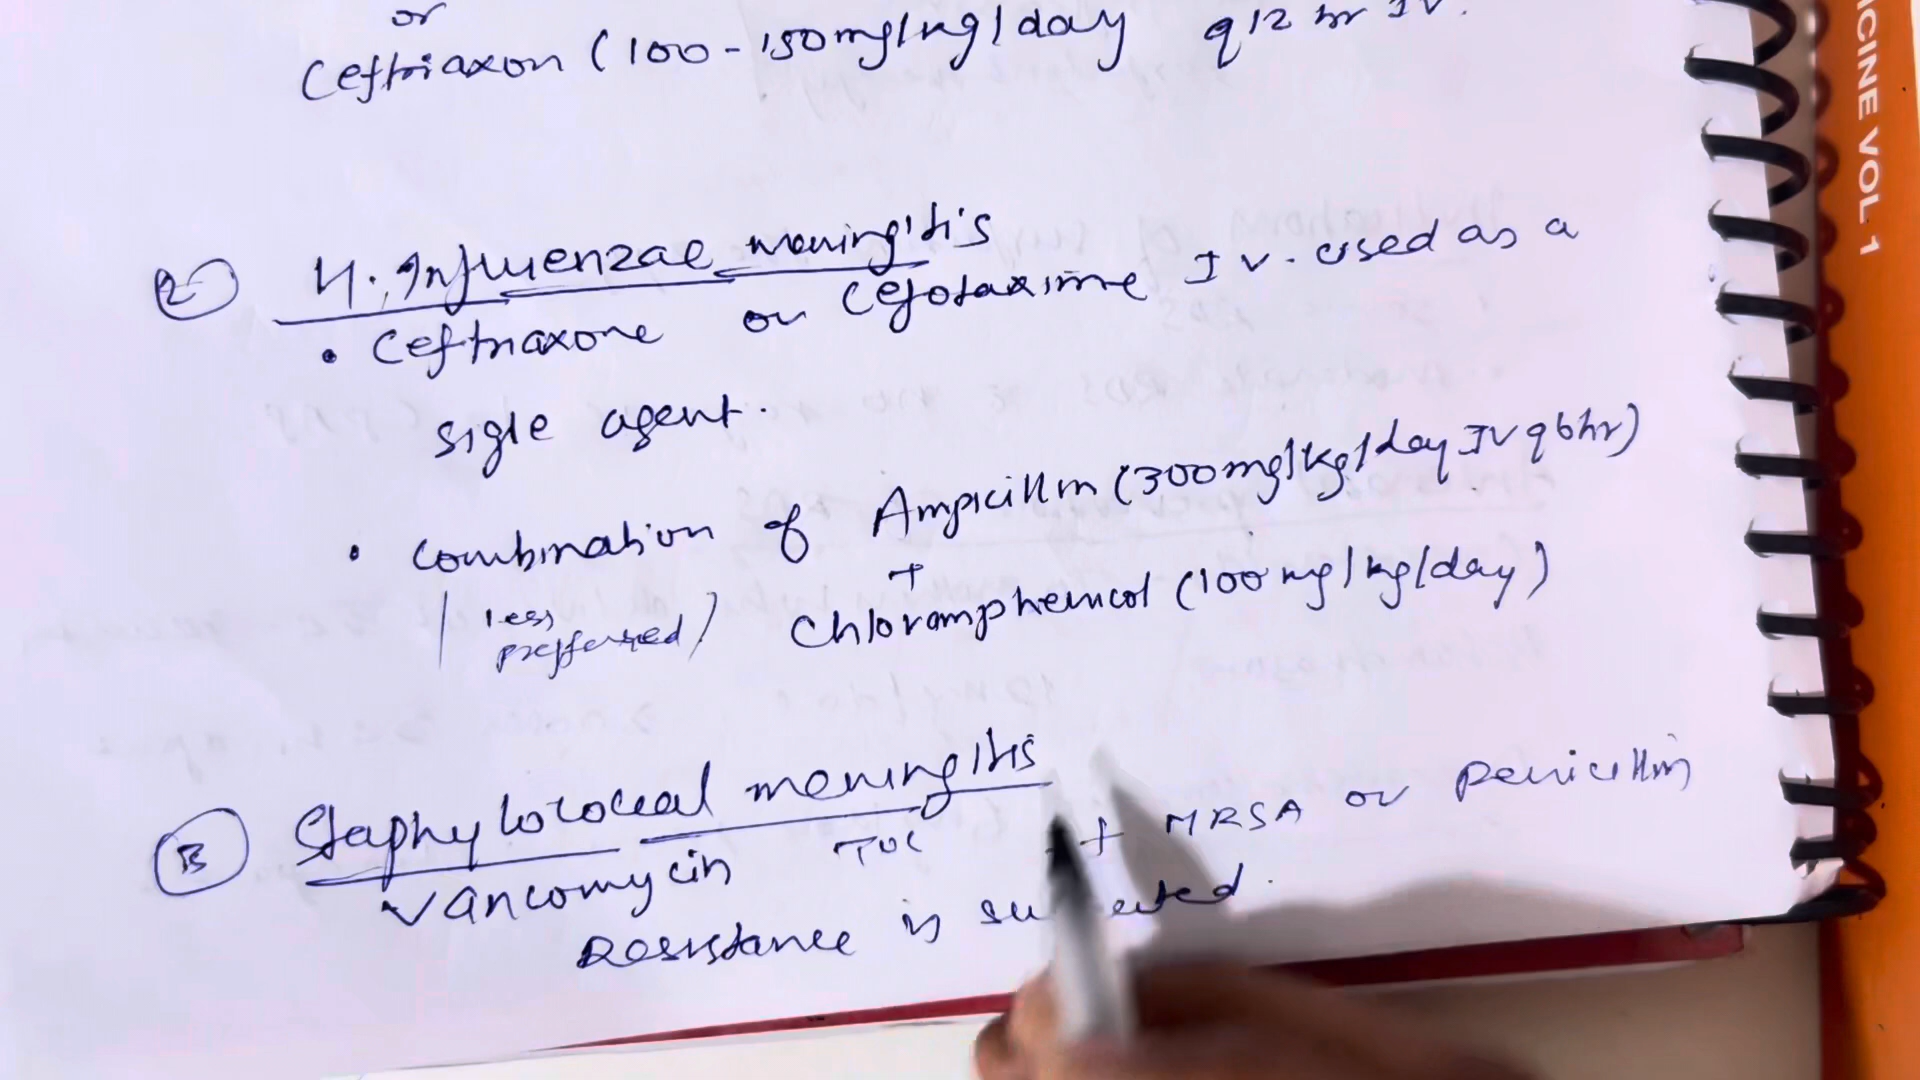 or
Ceftriaxon (100-150mg/kg/day q12 hr IV.
2 H. Influenzae meningitis
• Ceftriaxone or Cefotaxime IV. used as a
sigle agent.
• Combination of Ampicillin (300mg/kg/day IV q6hr)
+
(less preffered) Chloramphenicol (100mg/kg/day)
3 Staphylococcal meningitis
Vancomycin TOC MRSA or penicillin
Resistance is
ICINE VOL 1